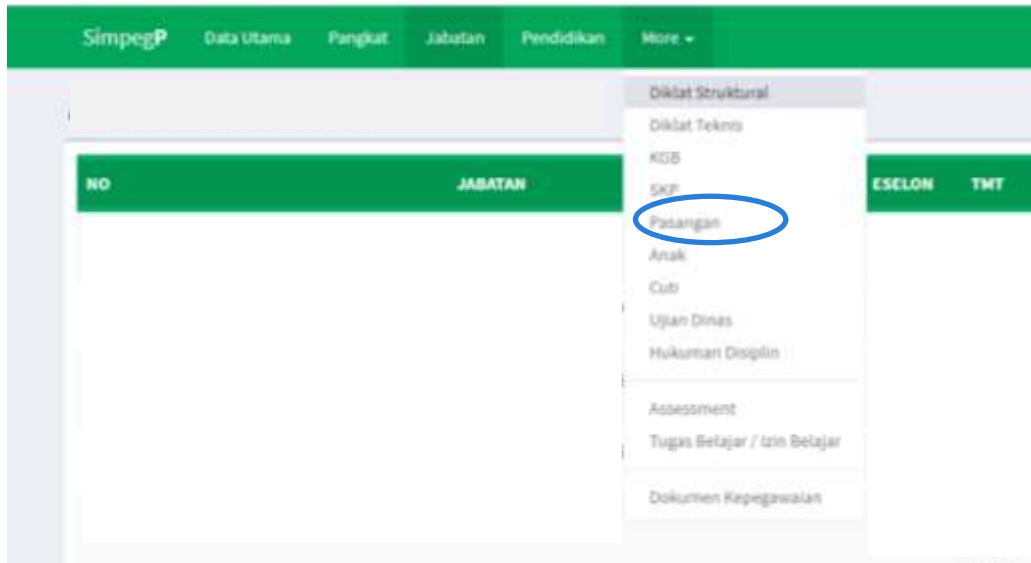 SimpegP Data Utama Pangkat Jabatan Pendidikan More
Diklat Struktural
Diklat Teknis
KGB
NO JABATAN ESELON TMT
SKP
Pasangan
Anak
Cuti
Ujian Dinas
Hukuman Disiplin
Assessment
Tugas Belajar / Izin Belajar
Dokumen Kepegawaian